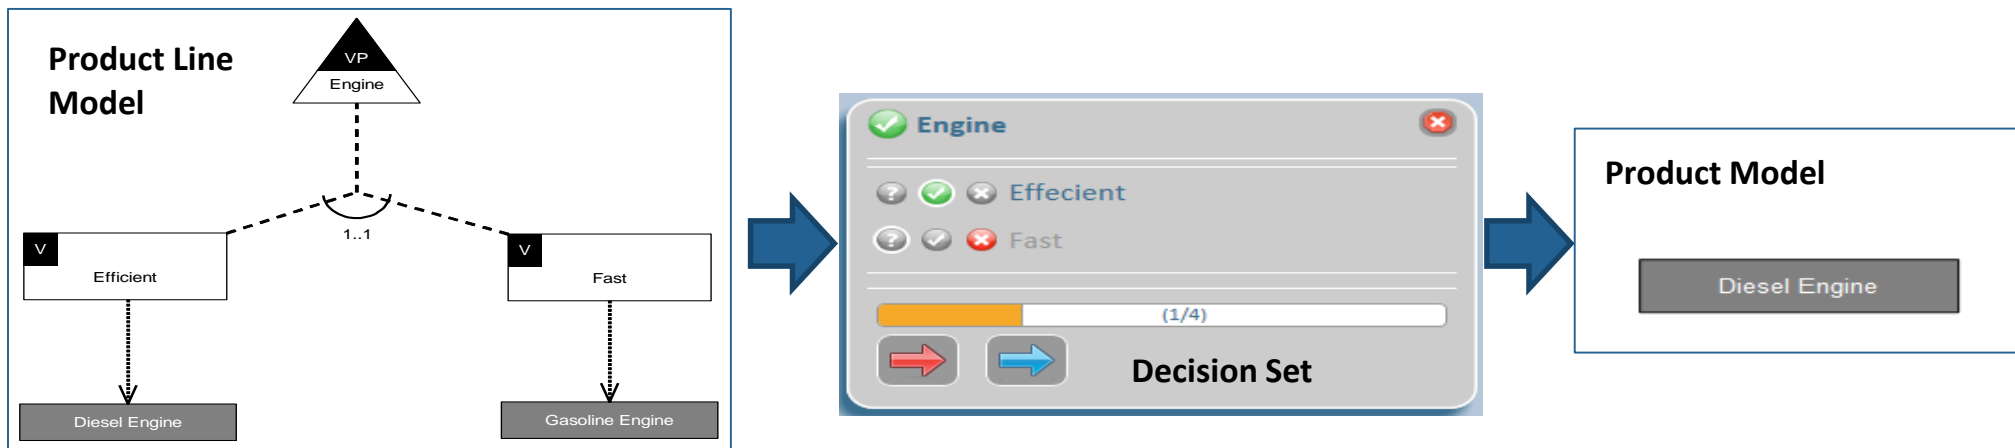 Product Line
Model
VP
Engine
1..1
V
Efficient
V
Fast
Diesel Engine
Gasoline Engine
Engine
? Effecient
? Fast
(1/4)
Decision Set
Product Model
Diesel Engine